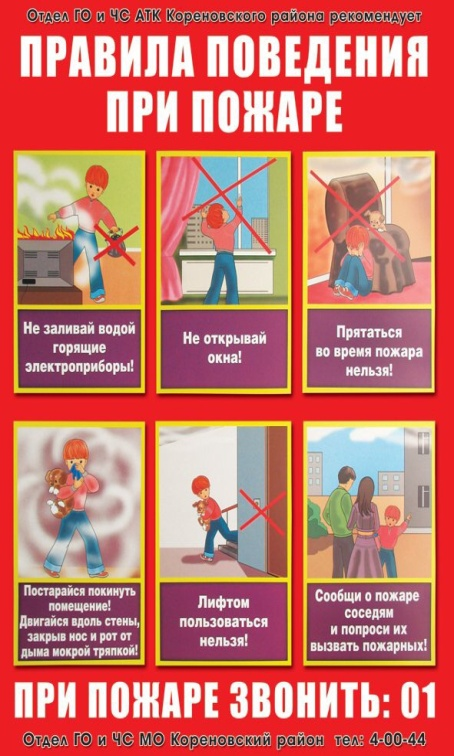 Отдел ГО и ЧС АТК Кореновского района рекомендует
ПРАВИЛА ПОВЕДЕНИЯ
ПРИ ПОЖАРЕ
Не заливай водой
горящие
электроприборы!
Не открывай
окна!
Прятаться
во время пожара
нельзя!
Постарайся покинуть
помещение!
Двигайся вдоль стены,
закрыв нос и рот от
дыма мокрой тряпкой!
Лифтом
пользоваться
нельзя!
Сообщи о пожаре
соседям
и попроси их
вызвать пожарных!
ПРИ ПОЖАРЕ ЗВОНИТЬ: 01
Отдел ГО и ЧС МО Кореновский район тел: 4-00-44